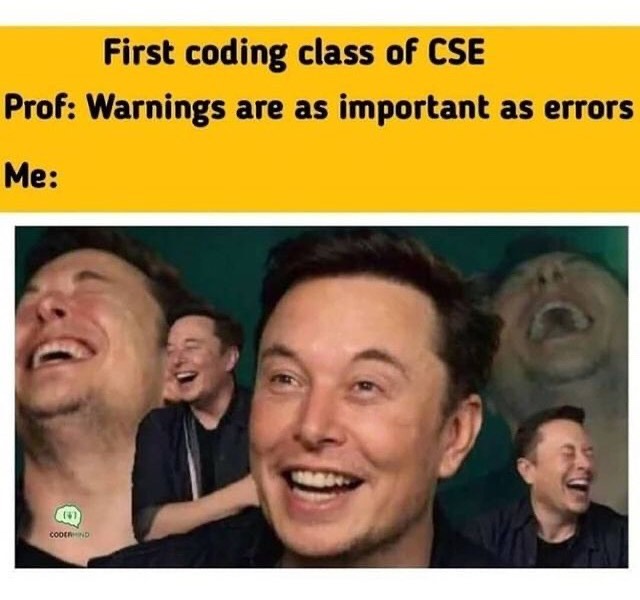 First coding class of CSE
Prof: Warnings are as important as errors
Me:
CODERMIND